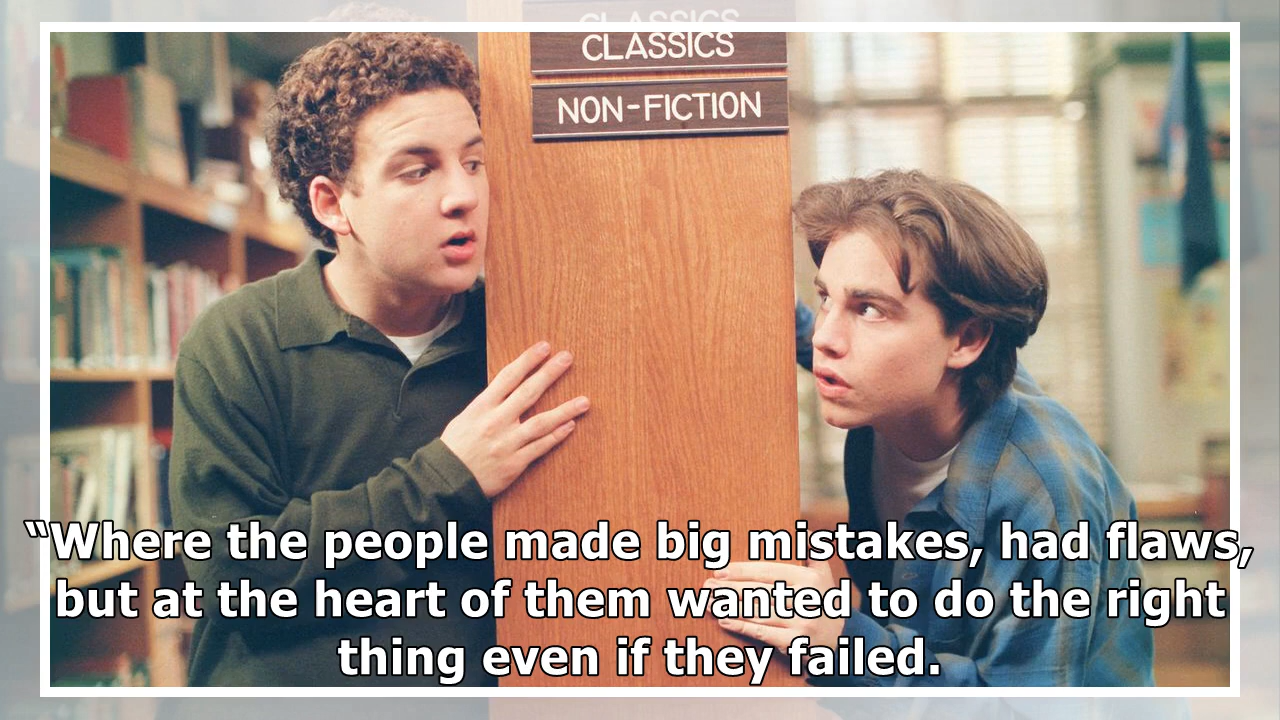 CLASSICS
CLASSICS
NON-FICTION
“Where the people made big mistakes, had flaws,
but at the heart of them wanted to do the right
thing even if they failed.